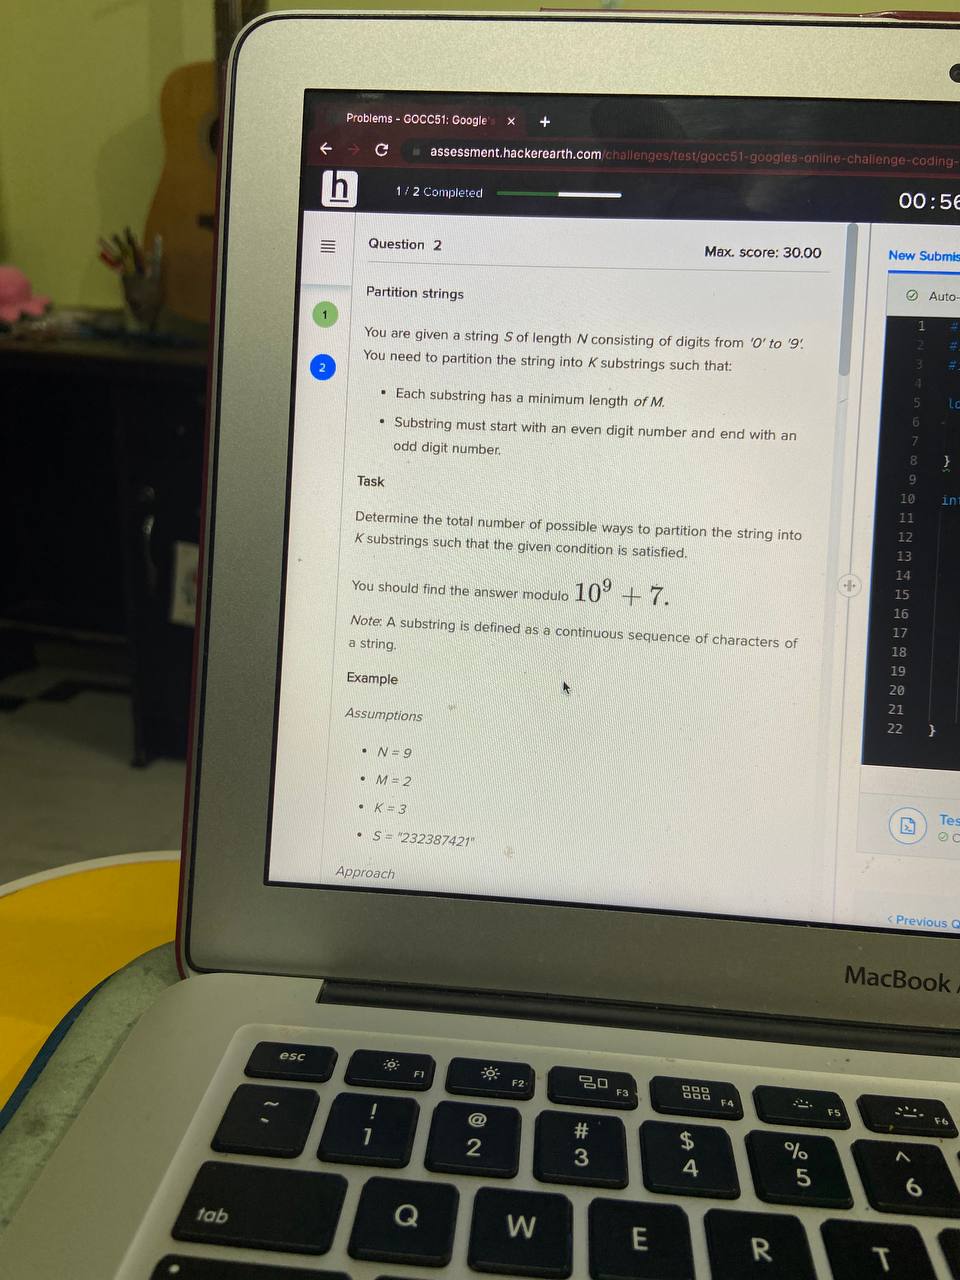 Problems - GOCC51: Google's
assessment.hackerearth.com/challenges/test/gocc51-googles-online-challenge-coding-
h
1 / 2 Completed
00:56
Question 2
Max. score: 30.00
New Submis
Partition strings
Auto-
1
2
You are given a string S of length N consisting of digits from '0' to '9'.
You need to partition the string into K substrings such that:
• Each substring has a minimum length of M.
• Substring must start with an even digit number and end with an
odd digit number.
Task
Determine the total number of possible ways to partition the string into
K substrings such that the given condition is satisfied.
You should find the answer modulo 10⁹ + 7.
Note: A substring is defined as a continuous sequence of characters of
a string.
Example
Assumptions
• N = 9
• M = 2
• K = 3
• S = "232387421"
Approach
1 #
2 #
3 #
4
5 lo
6
7
8 }
9
10 int
11
12
13
14
15
16
17
18
19
20
21
22 }
Tes
< Previous Q
MacBook
esc
F1
F2
F3
F4
F5
F6
~
! 1
@ 2
# 3
$ 4
% 5
^ 6
tab
Q
W
E
R
T